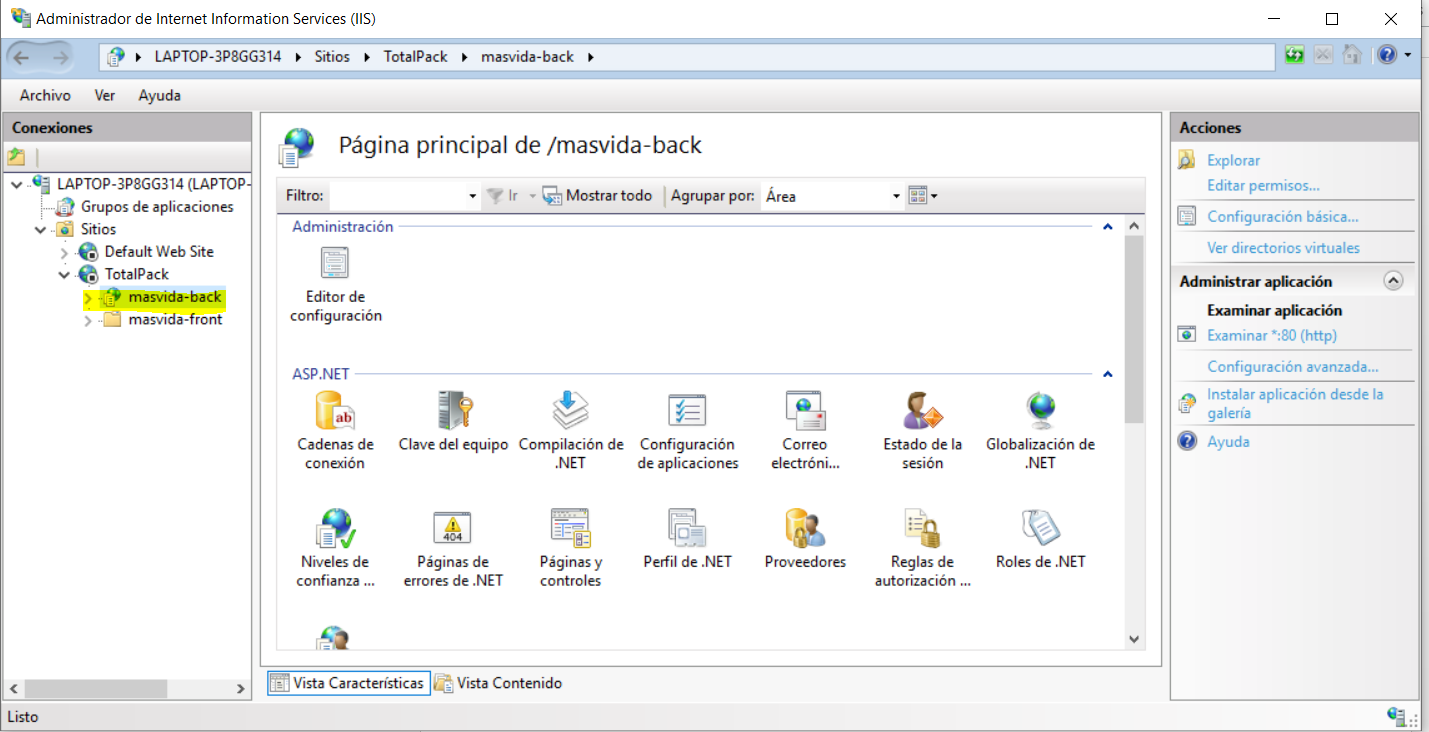 Administrador de Internet Information Services (IIS)
LAPTOP-3P8GG314 Sitios TotalPack masvida-back
Archivo Ver Ayuda
Conexiones
LAPTOP-3P8GG314 (LAPTOP-
Grupos de aplicaciones
Sitios
Default Web Site
TotalPack
masvida-back
masvida-front
Página principal de /masvida-back
Filtro: Ir Mostrar todo Agrupar por: Área
Administración
Editor de
configuración
ASP.NET
ab
Cadenas de
conexión
Clave del equipo
Compilación de
.NET
Configuración
de aplicaciones
Correo
electróni...
Estado de la
sesión
Globalización de
.NET
Niveles de
confianza ...
404
Páginas de
errores de .NET
Páginas y
controles
Perfil de .NET
Proveedores
Reglas de
autorización ...
Roles de .NET
Vista Características Vista Contenido
Acciones
Explorar
Editar permisos...
Configuración básica...
Ver directorios virtuales
Administrar aplicación
Examinar aplicación
Examinar *:80 (http)
Configuración avanzada...
Instalar aplicación desde la
galería
Ayuda
Listo